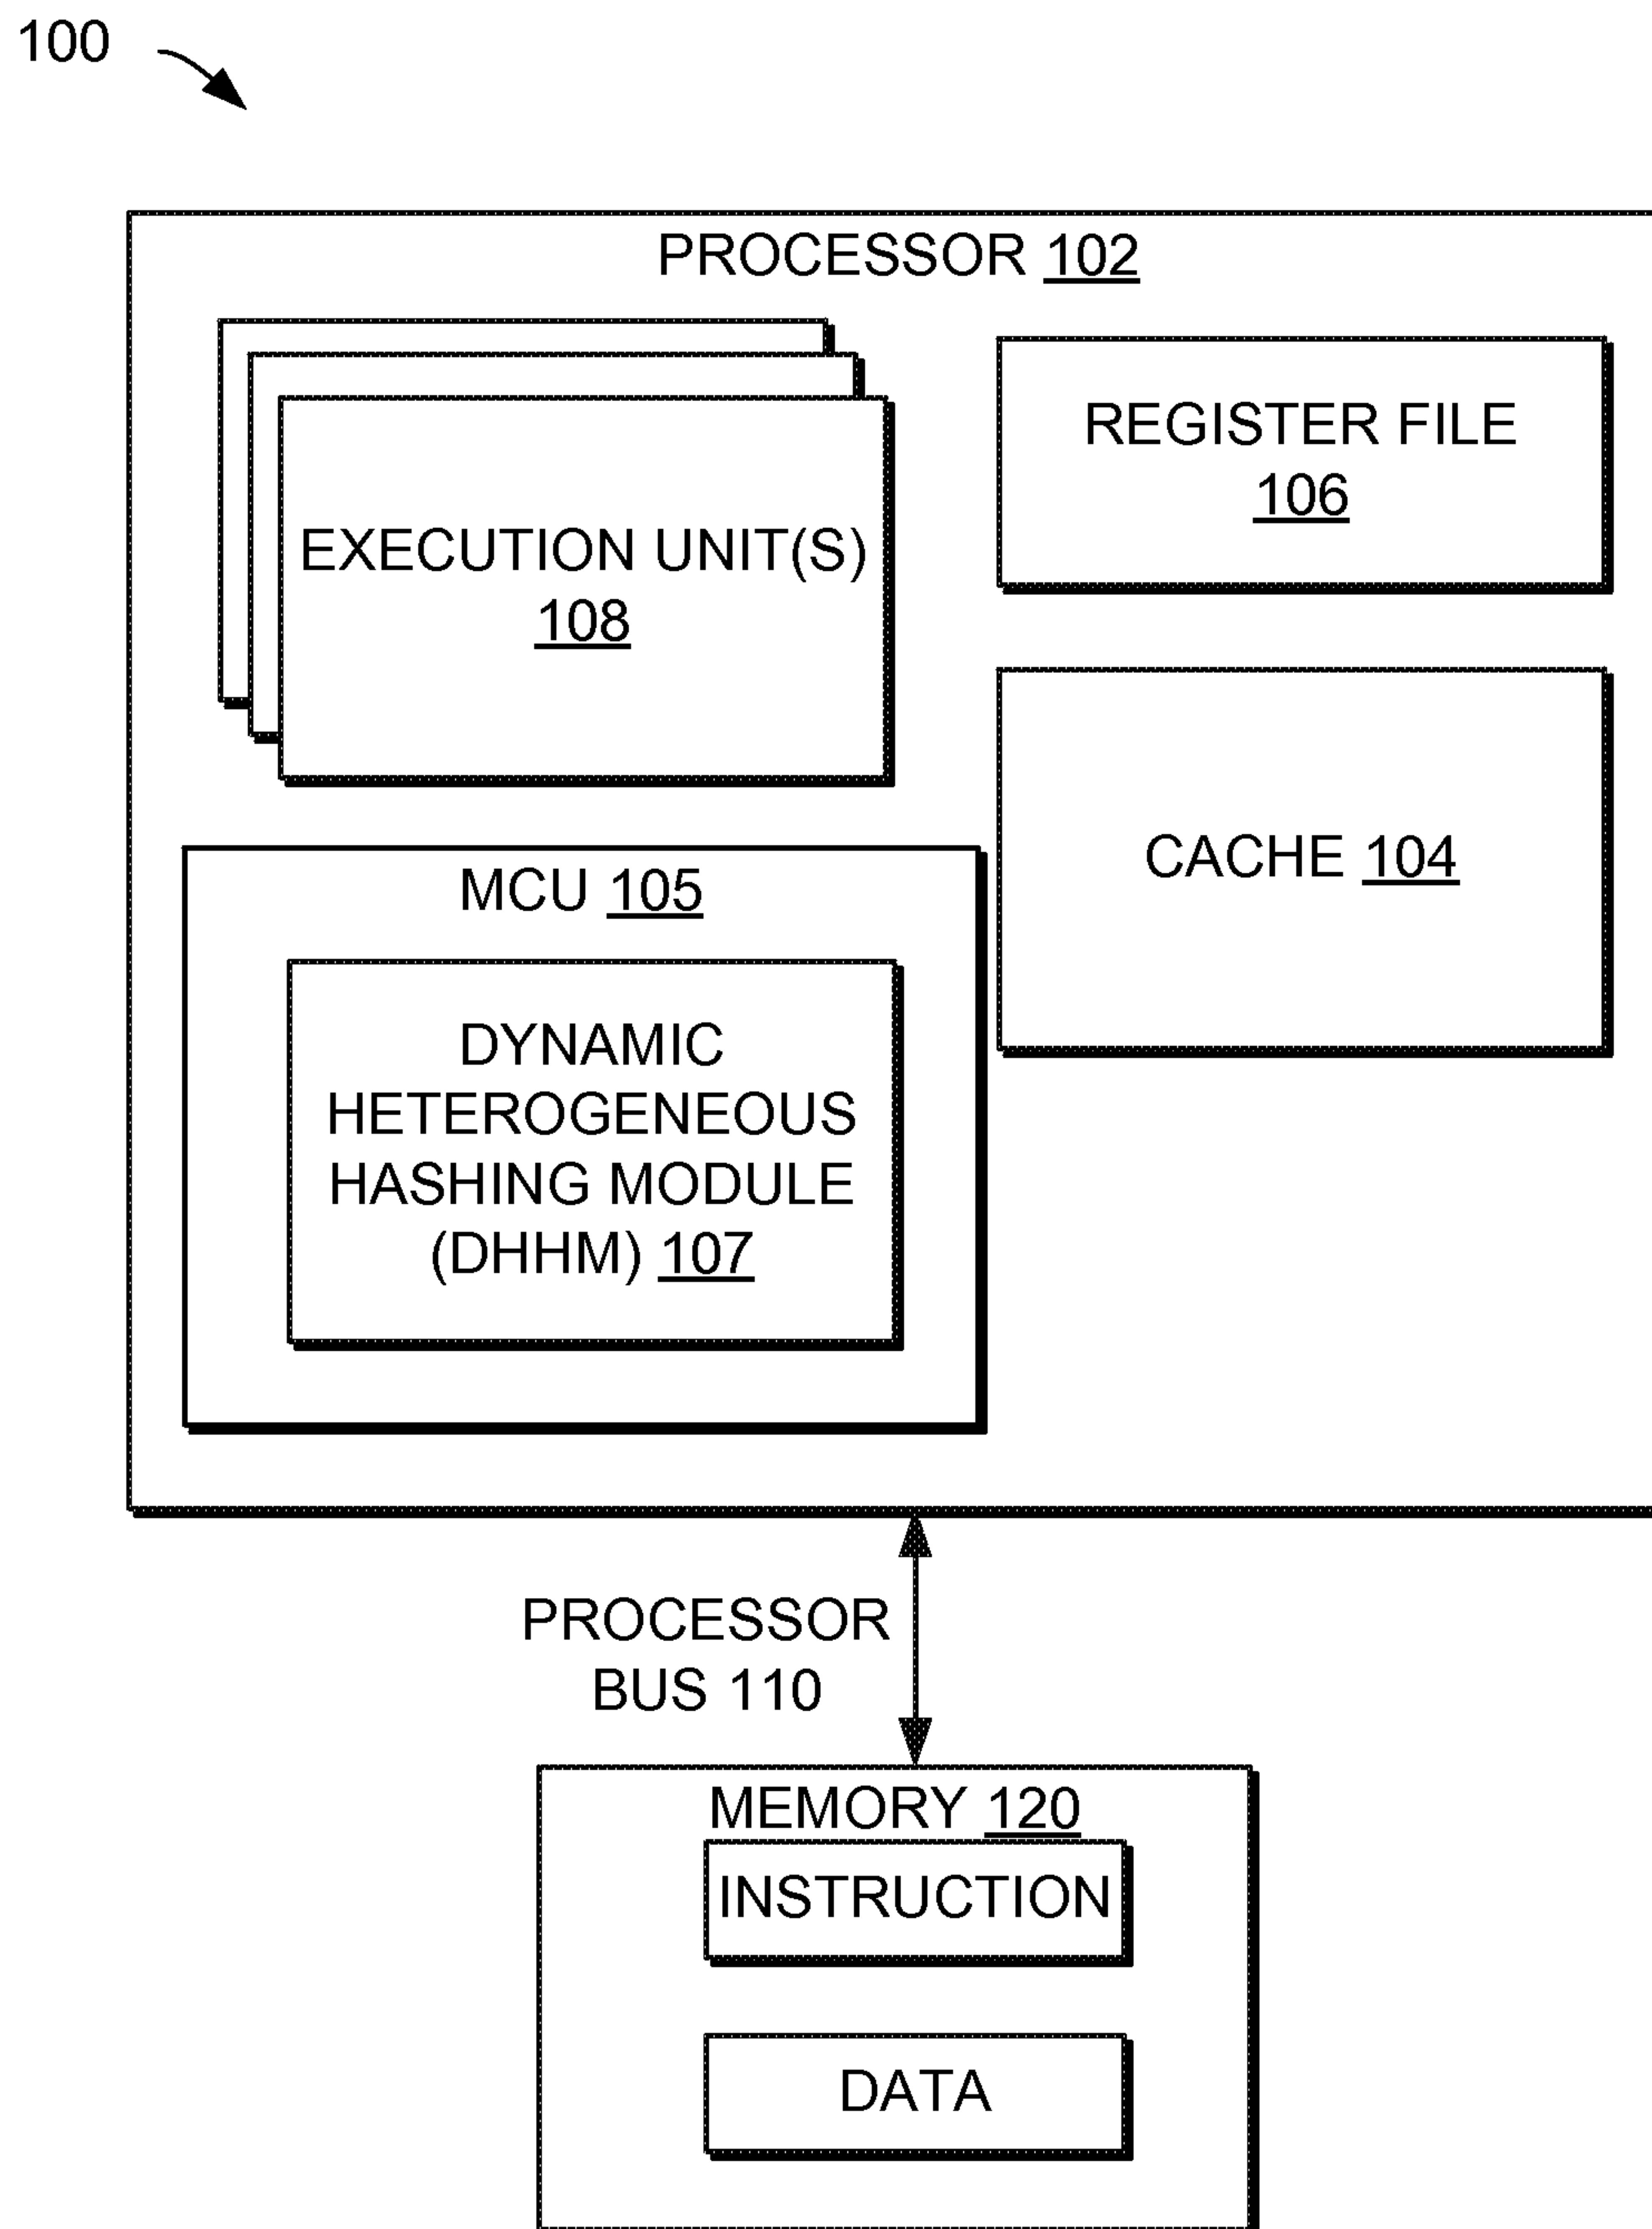 100
PROCESSOR 102
EXECUTION UNIT(S)
108
REGISTER FILE
106
CACHE 104
MCU 105
DYNAMIC
HETEROGENEOUS
HASHING MODULE
(DHHM) 107
PROCESSOR
BUS 110
MEMORY 120
INSTRUCTION
DATA